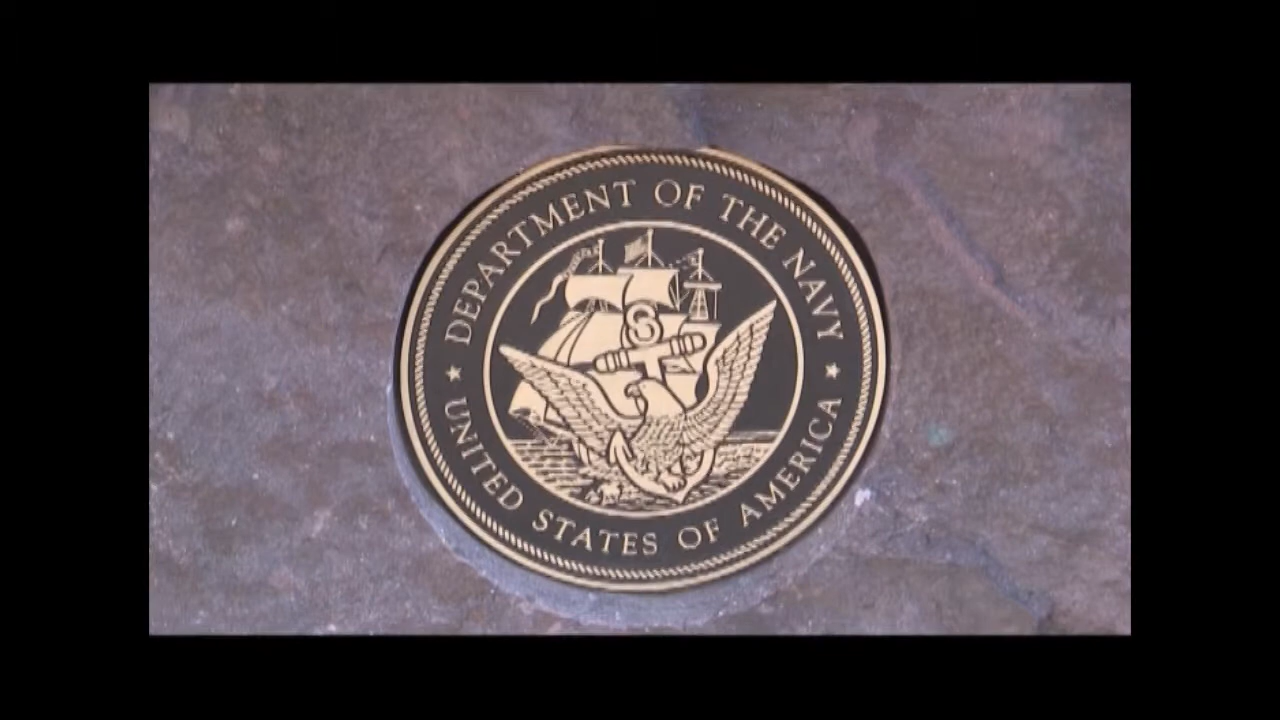 DEPARTMENT OF THE NAVY
UNITED STATES OF AMERICA